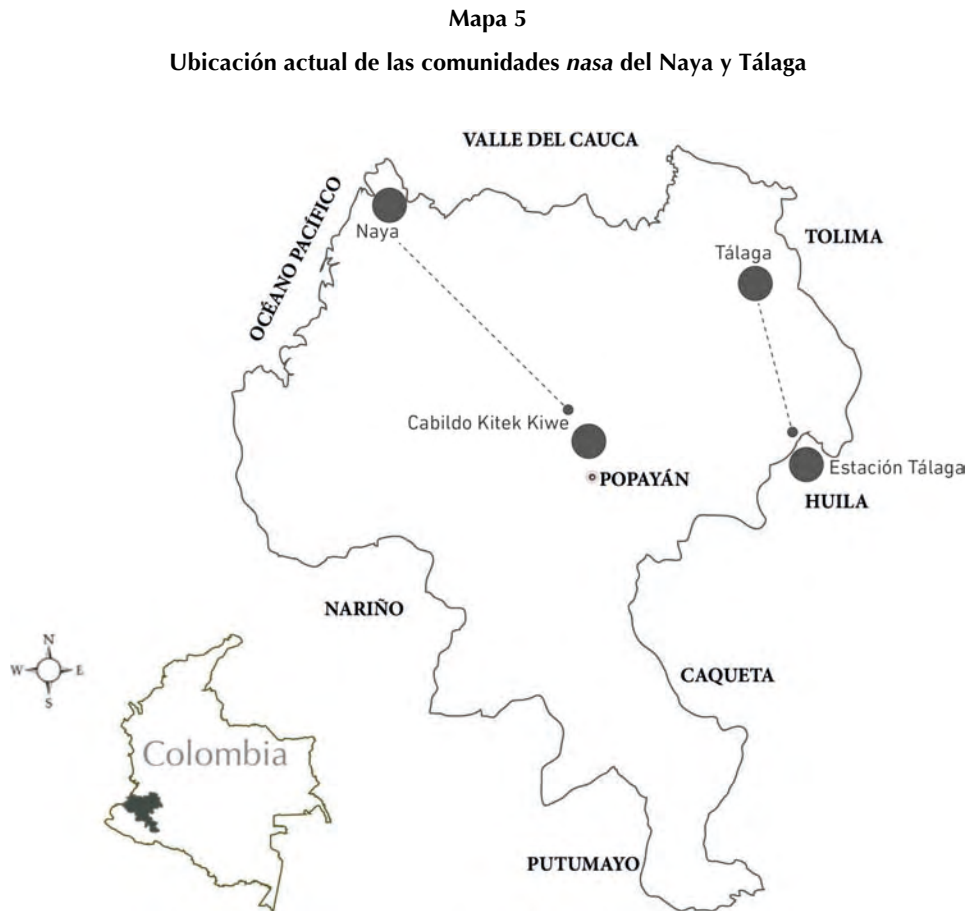 Mapa 5
Ubicación actual de las comunidades nasa del Naya y Tálaga
VALLE DEL CAUCA
OCÉANO PACÍFICO
Naya
TOLIMA
Tálaga
Cabildo Kitek Kiwe
POPAYÁN
Estación Tálaga
HUILA
NARIÑO
CAQUETA
N
W
E
S
Colombia
PUTUMAYO